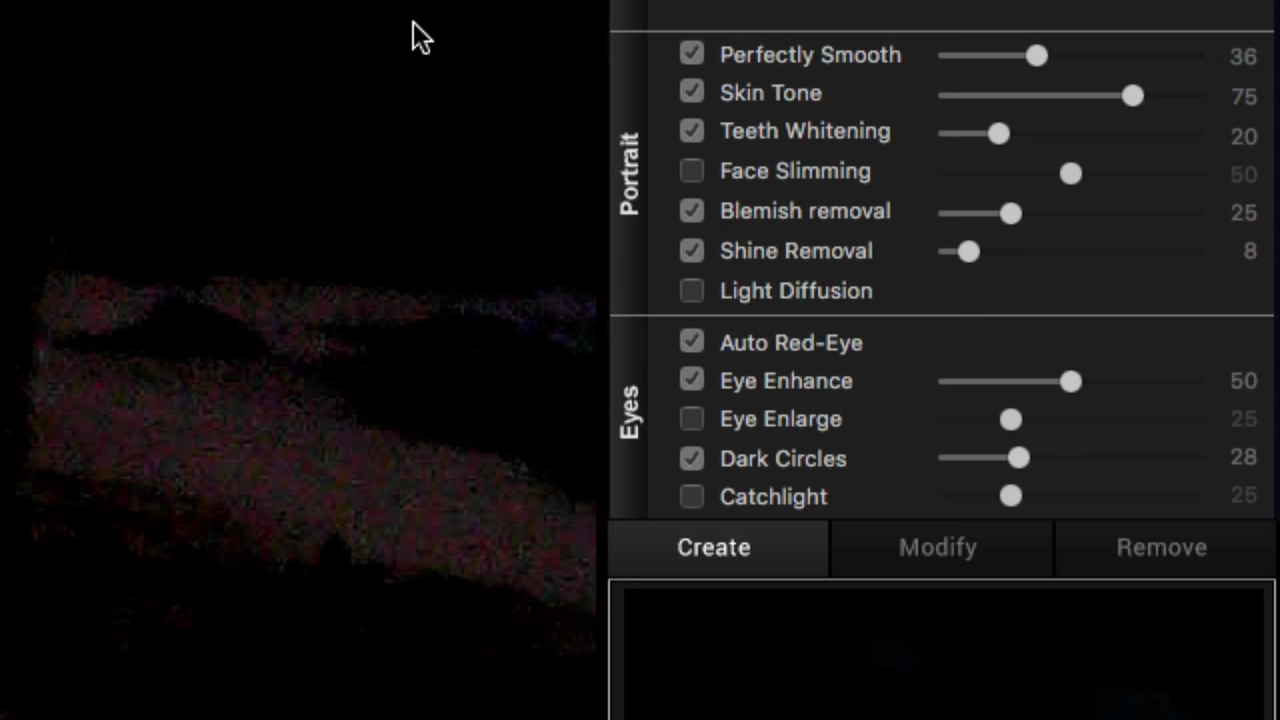 Portrait
Perfectly Smooth 36
Skin Tone 75
Teeth Whitening 20
Face Slimming 50
Blemish removal 25
Shine Removal 8
Light Diffusion
Eyes
Auto Red-Eye
Eye Enhance 50
Eye Enlarge 25
Dark Circles 28
Catchlight 25
Create Modify Remove